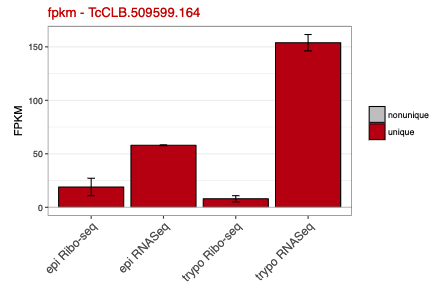 fpkm - TcCLB.509599.164
FPKM
150
100
50
0
epi Ribo-seq
epi RNASeq
trypo Ribo-seq
trypo RNASeq
nonunique
unique